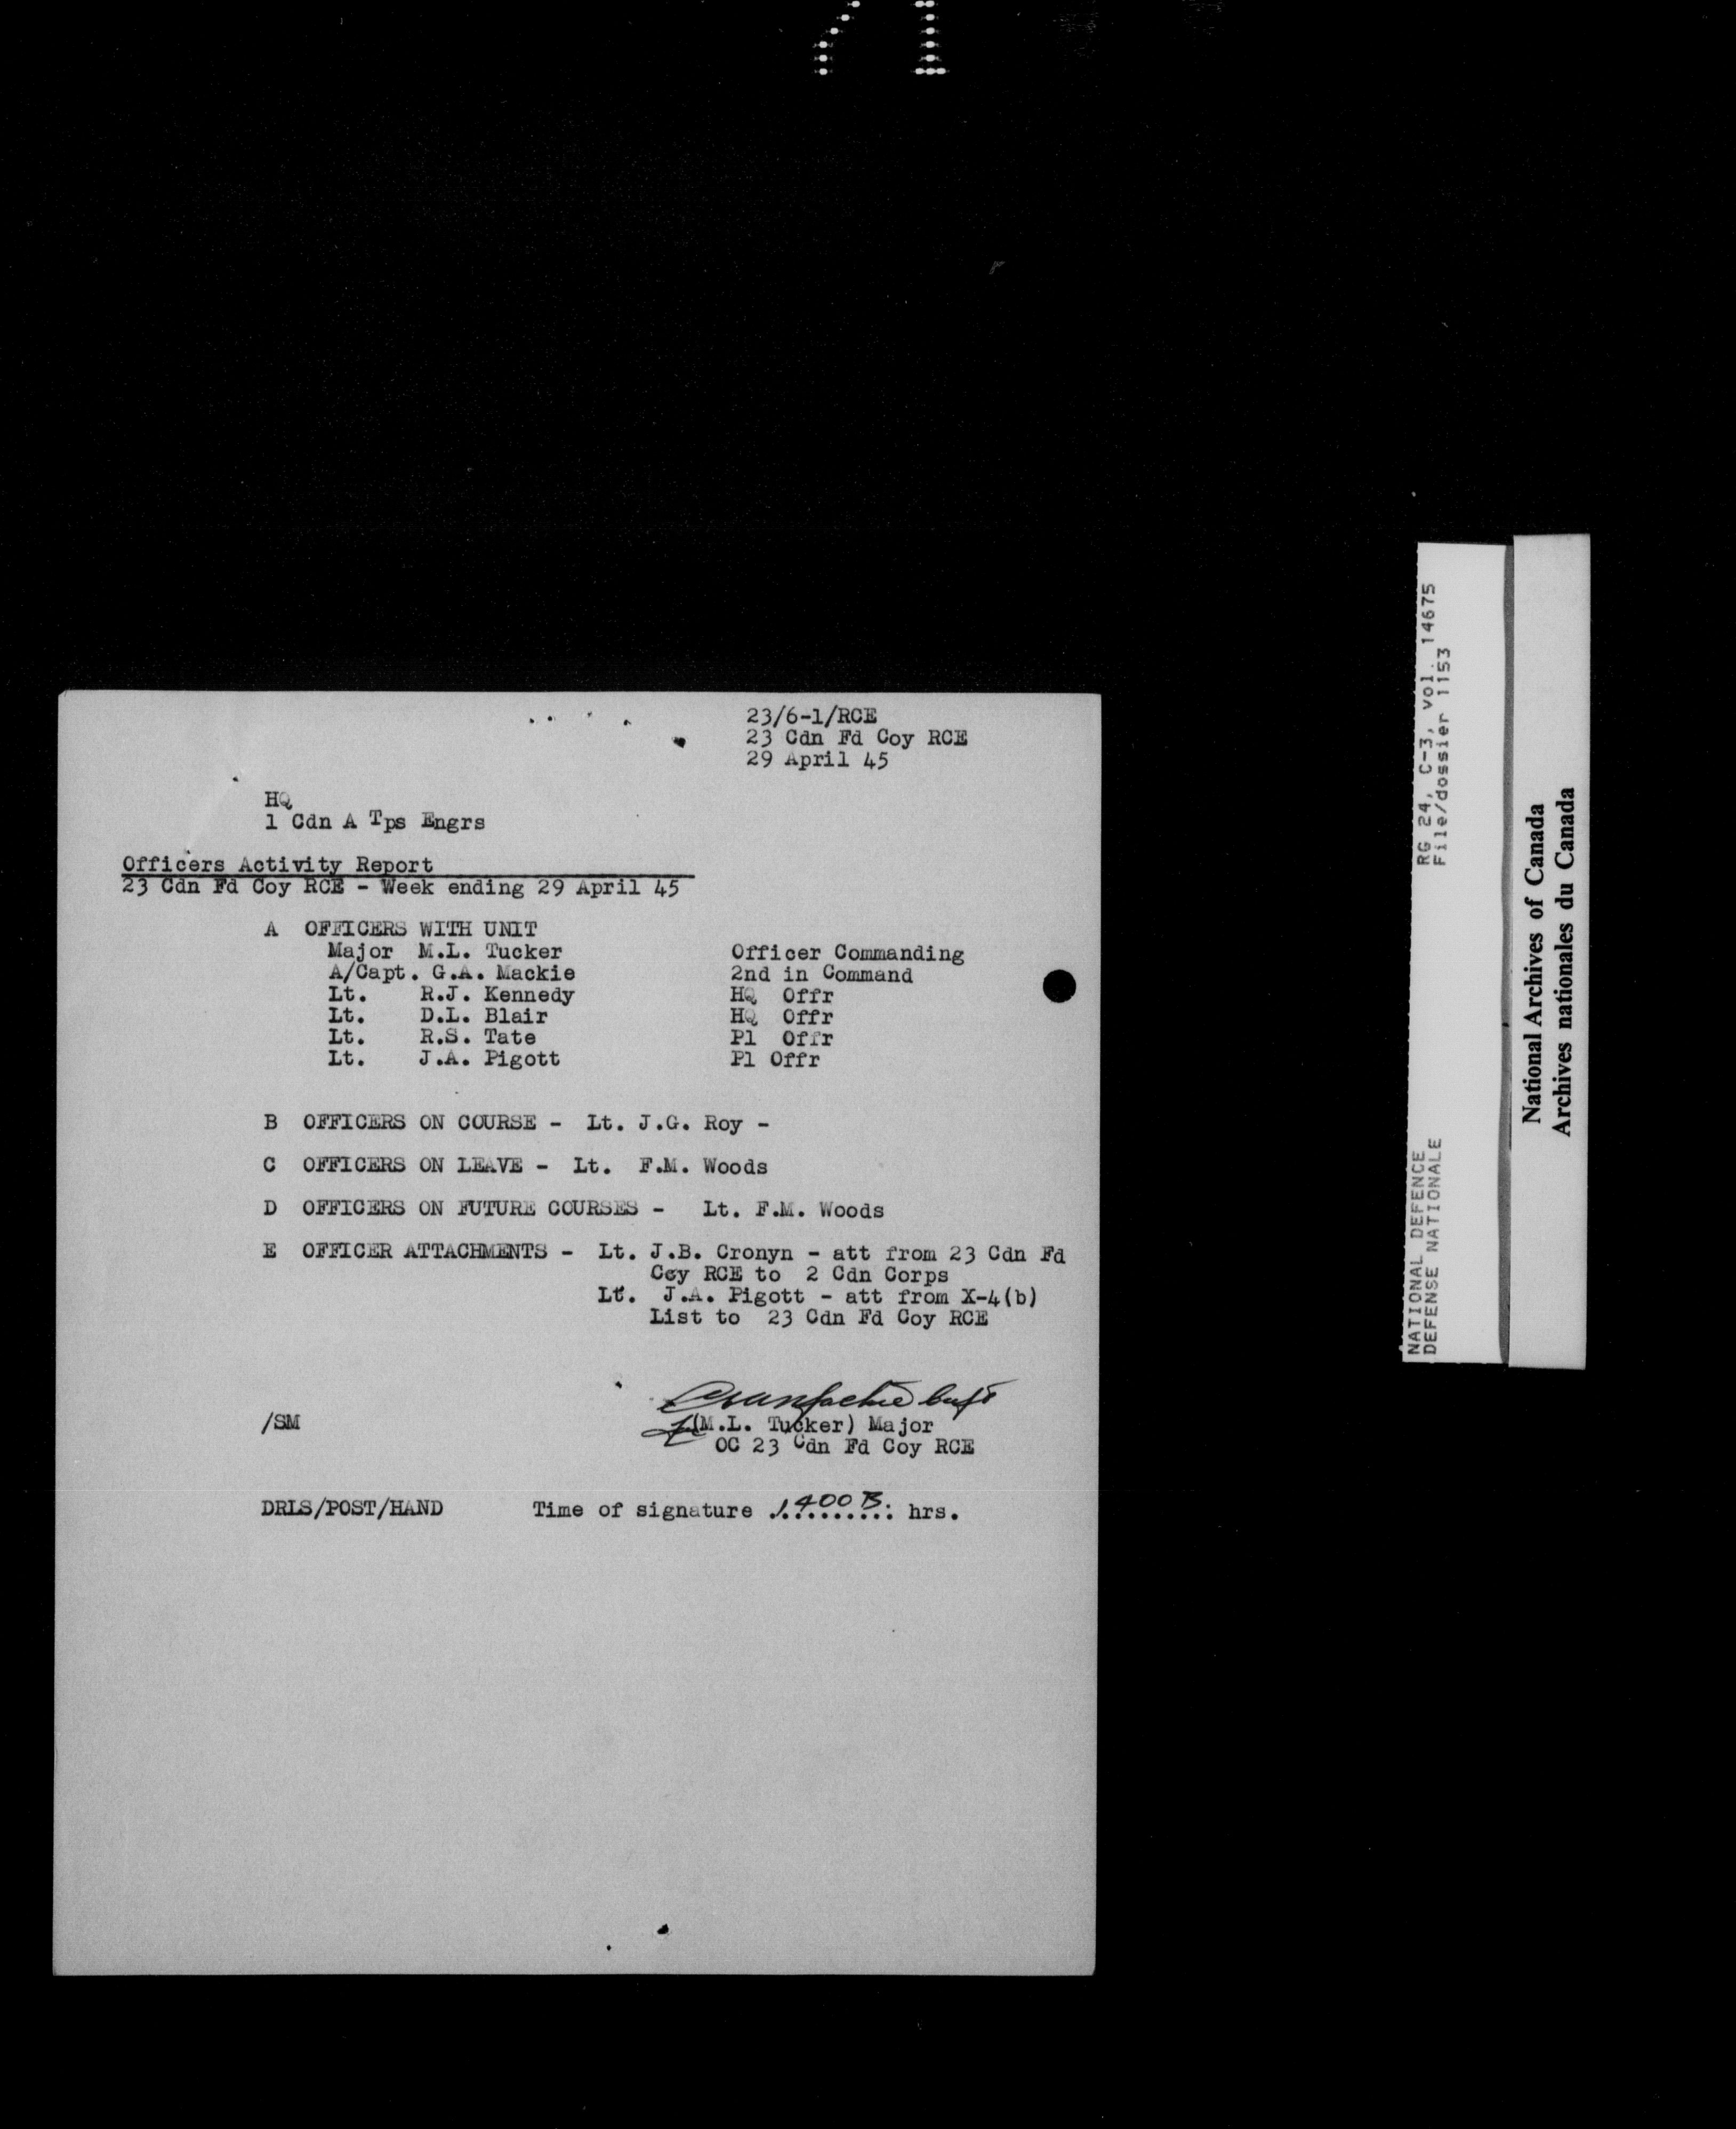 23/6-1/RCE
23 Cdn Fd Coy RCE
29 April 45
HQ
1 Cdn A Tps Engrs
Officers Activity Report
23 Cdn Fd Coy RCE - Week ending 29 April 45
A OFFICERS WITH UNIT
Major M.L. Tucker Officer Commanding
A/Capt. G.A. Mackie 2nd in Command
Lt. R.J. Kennedy HQ Offr
Lt. D.L. Blair HQ Offr
Lt. R.S. Tate Pl Offr
Lt. J.A. Pigott Pl Offr
B OFFICERS ON COURSE - Lt. J.G. Roy -
C OFFICERS ON LEAVE - Lt. F.M. Woods
D OFFICERS ON FUTURE COURSES - Lt. F.M. Woods
E OFFICER ATTACHMENTS - Lt. J.B. Cronyn - att from 23 Cdn Fd
Coy RCE to 2 Cdn Corps
Lt. J.A. Pigott - att from X-4(b)
List to 23 Cdn Fd Coy RCE
/SM (M.L. Tucker) Major
OC 23 Cdn Fd Coy RCE
DRLS/POST/HAND Time of signature 1400 B. hrs.
NATIONAL DEFENCE RG 24, C-3, vol. 14675
DEFENSE NATIONALE File/dossier 1153
National Archives of Canada
Archives nationales du Canada